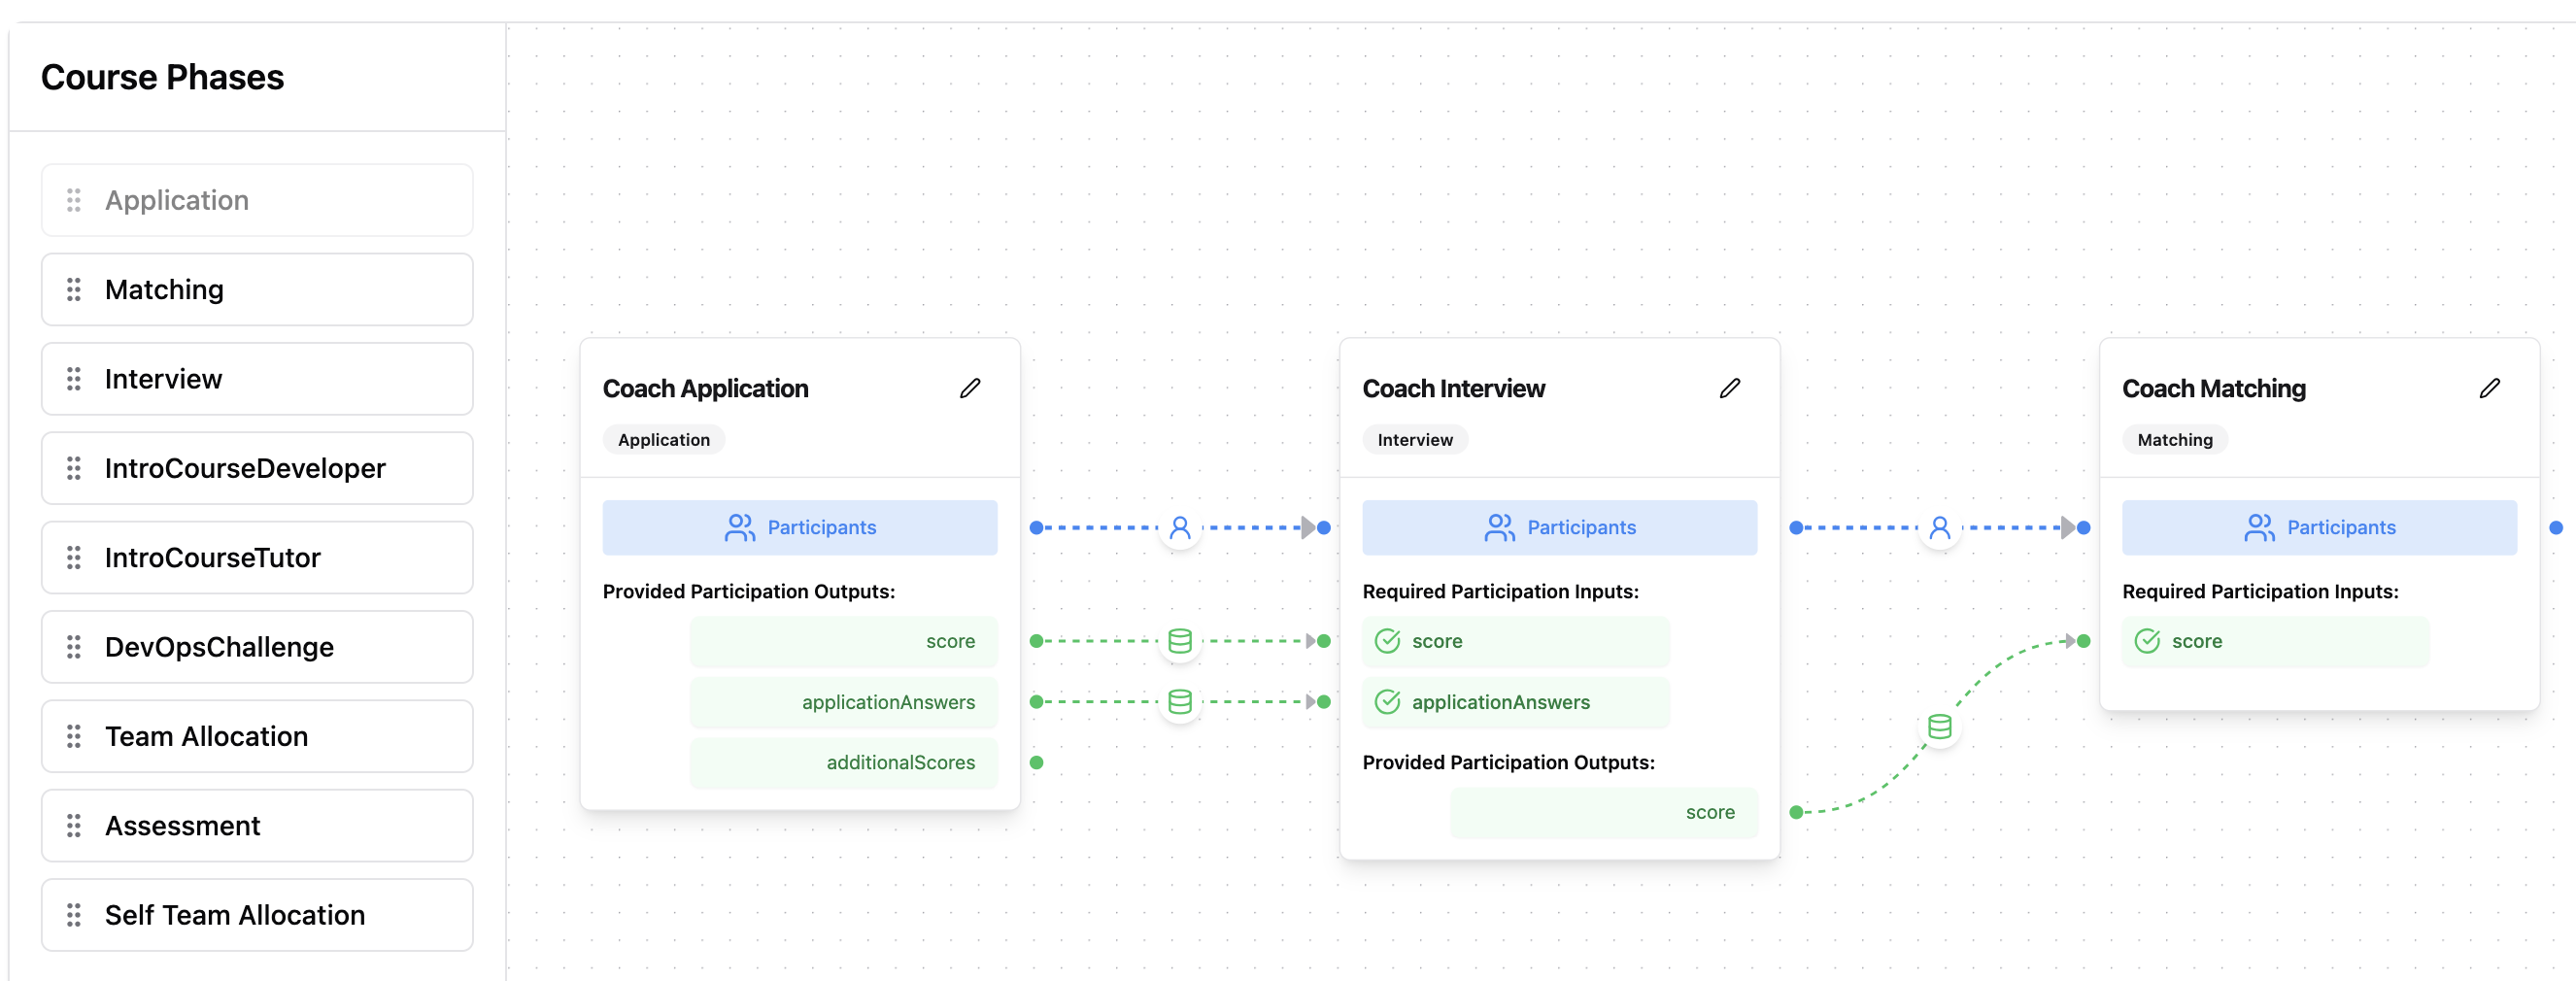 Course Phases
Application
Matching
Interview
IntroCourseDeveloper
IntroCourseTutor
DevOpsChallenge
Team Allocation
Assessment
Self Team Allocation
Coach Application
Application
Participants
Provided Participation Outputs:
score
applicationAnswers
additionalScores
Coach Interview
Interview
Participants
Required Participation Inputs:
score
applicationAnswers
Provided Participation Outputs:
score
Coach Matching
Matching
Participants
Required Participation Inputs:
score